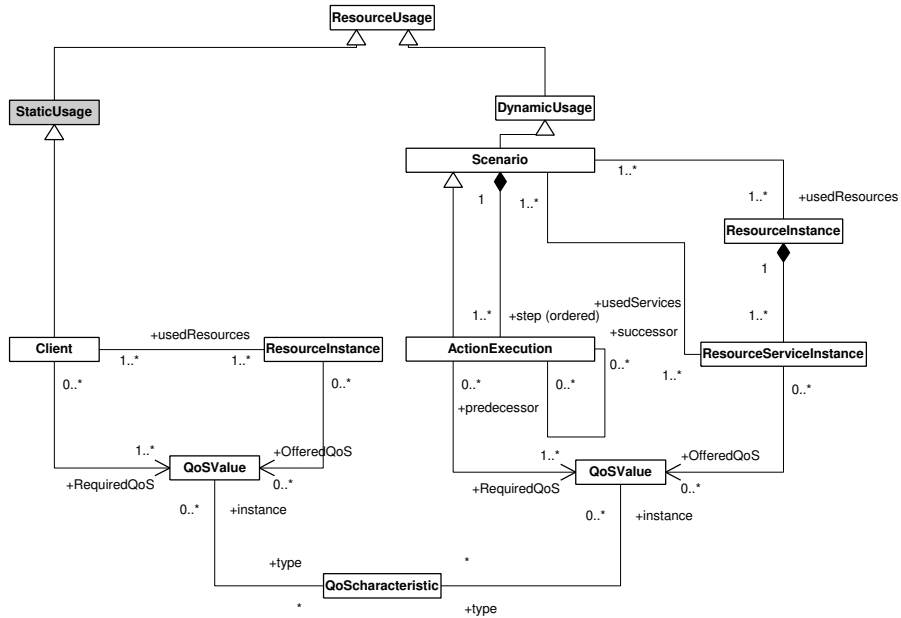 ResourceUsage
StaticUsage
DynamicUsage
Scenario
1..*
1
1..*
1..*
+usedResources
ResourceInstance
1
1..*
+usedServices
1..*
+step (ordered)
+successor
+usedResources
Client
ResourceInstance
ActionExecution
ResourceServiceInstance
1..*
1..*
0..*
1..*
0..*
0..*
0..*
0..*
0..*
+predecessor
1..*
+OfferedQoS
1..*
+OfferedQoS
QoSValue
QoSValue
+RequiredQoS
0..*
+RequiredQoS
0..*
0..*
+instance
0..*
+instance
+type
*
QoScharacteristic
*
+type